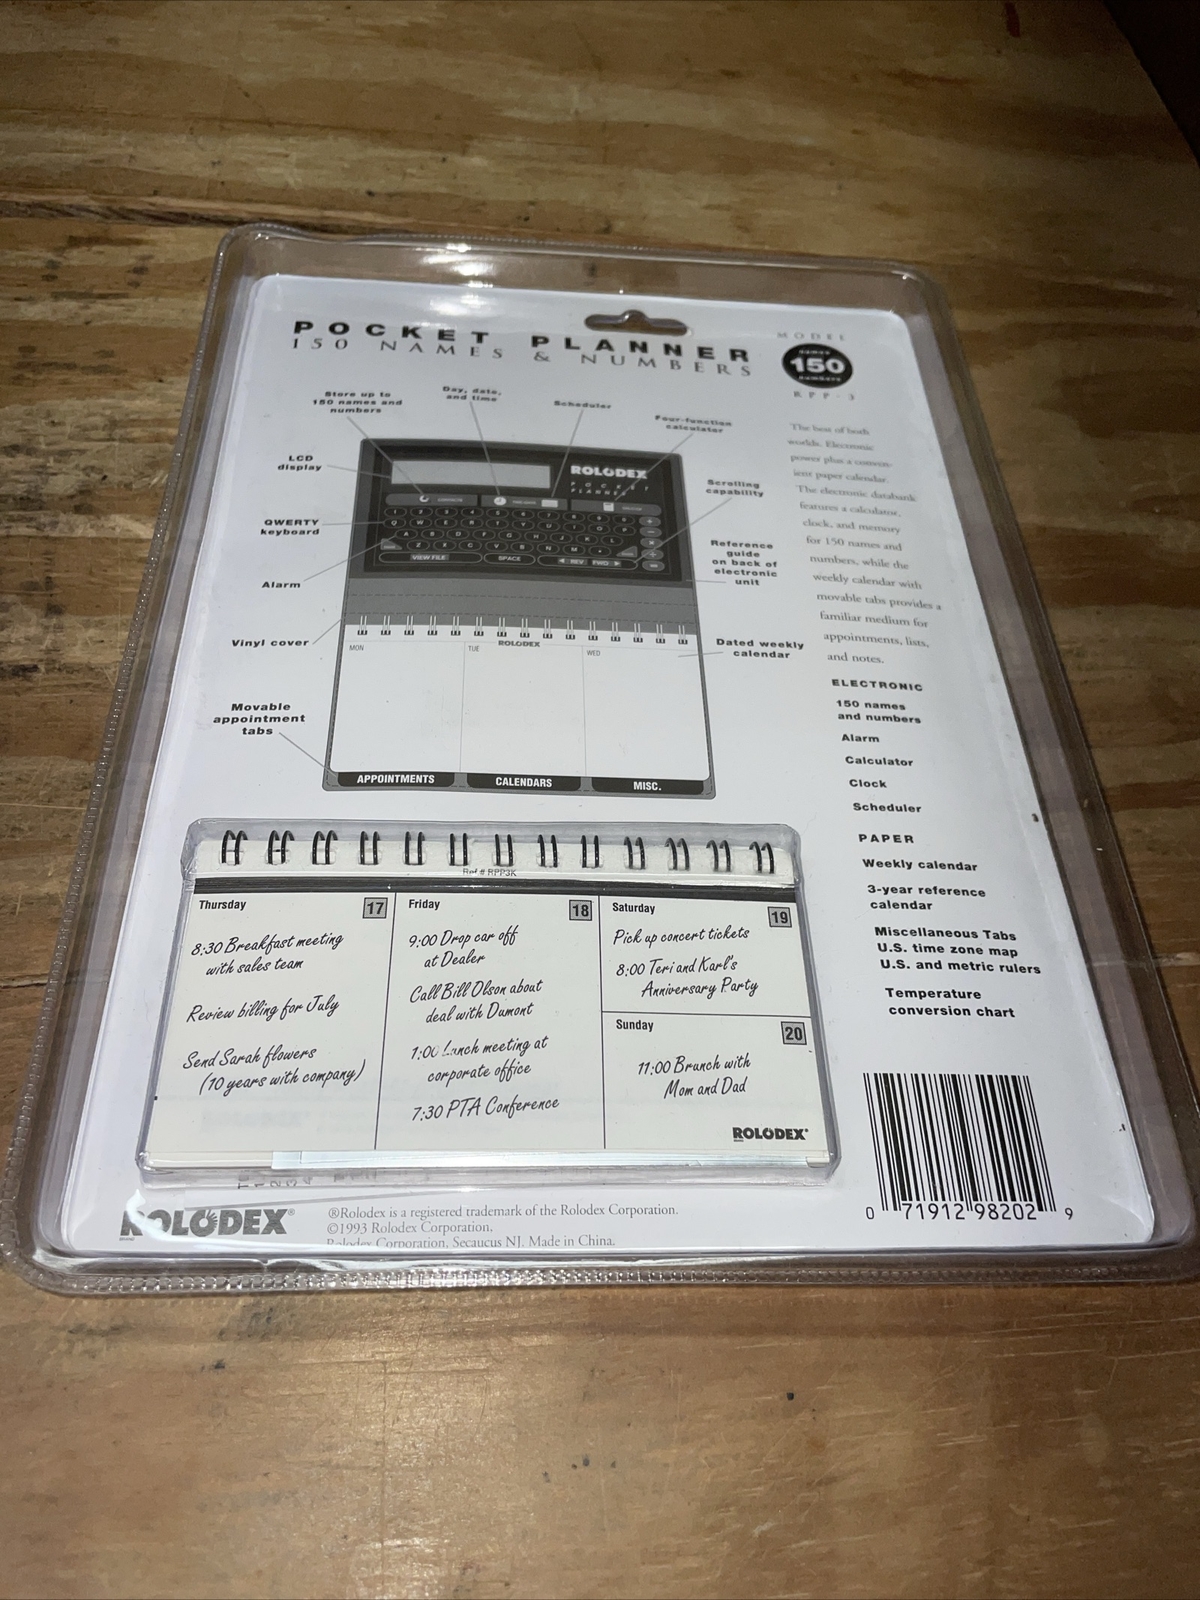 POCKET PLANNER
150 NAMES & NUMBERS
MODEL
names
150
numbers
RPP-3
Store up to
150 names and
numbers
Day, date,
and time
Scheduler
Four-function
calculator
LCD
display
Scrolling
capability
QWERTY
keyboard
Reference
guide
on back of
electronic
unit
Alarm
Vinyl cover
Dated weekly
calendar
Movable
appointment
tabs
ROLODEX
POCKET
PLANNER
VIEW FILE
SPACE
REV
FWD
ROLODEX
MON
TUE
WED
APPOINTMENTS
CALENDARS
MISC.
The best of both
worlds. Electronic
power plus a conven-
ient paper calendar.
The electronic databank
features a calculator,
clock, and memory
for 150 names and
numbers, while the
weekly calendar with
movable tabs provides a
familiar medium for
appointments, lists,
and notes.
ELECTRONIC
150 names
and numbers
Alarm
Calculator
Clock
Scheduler
PAPER
Weekly calendar
3-year reference
calendar
Miscellaneous Tabs
U.S. time zone map
U.S. and metric rulers
Temperature
conversion chart
Ref # RPP3K
Thursday 17
8:30 Breakfast meeting
with sales team
Review billing for July
Send Sarah flowers
(10 years with company)
Friday 18
9:00 Drop car off
at Dealer
Call Bill Olson about
deal with Dumont
1:00 Lunch meeting at
corporate office
7:30 PTA Conference
Saturday 19
Pick up concert tickets
8:00 Teri and Karl's
Anniversary Party
Sunday 20
11:00 Brunch with
Mom and Dad
ROLODEX®
ROLODEX®
®Rolodex is a registered trademark of the Rolodex Corporation.
©1993 Rolodex Corporation.
Rolodex Corporation, Secaucus NJ. Made in China.
0 71912 98202 9